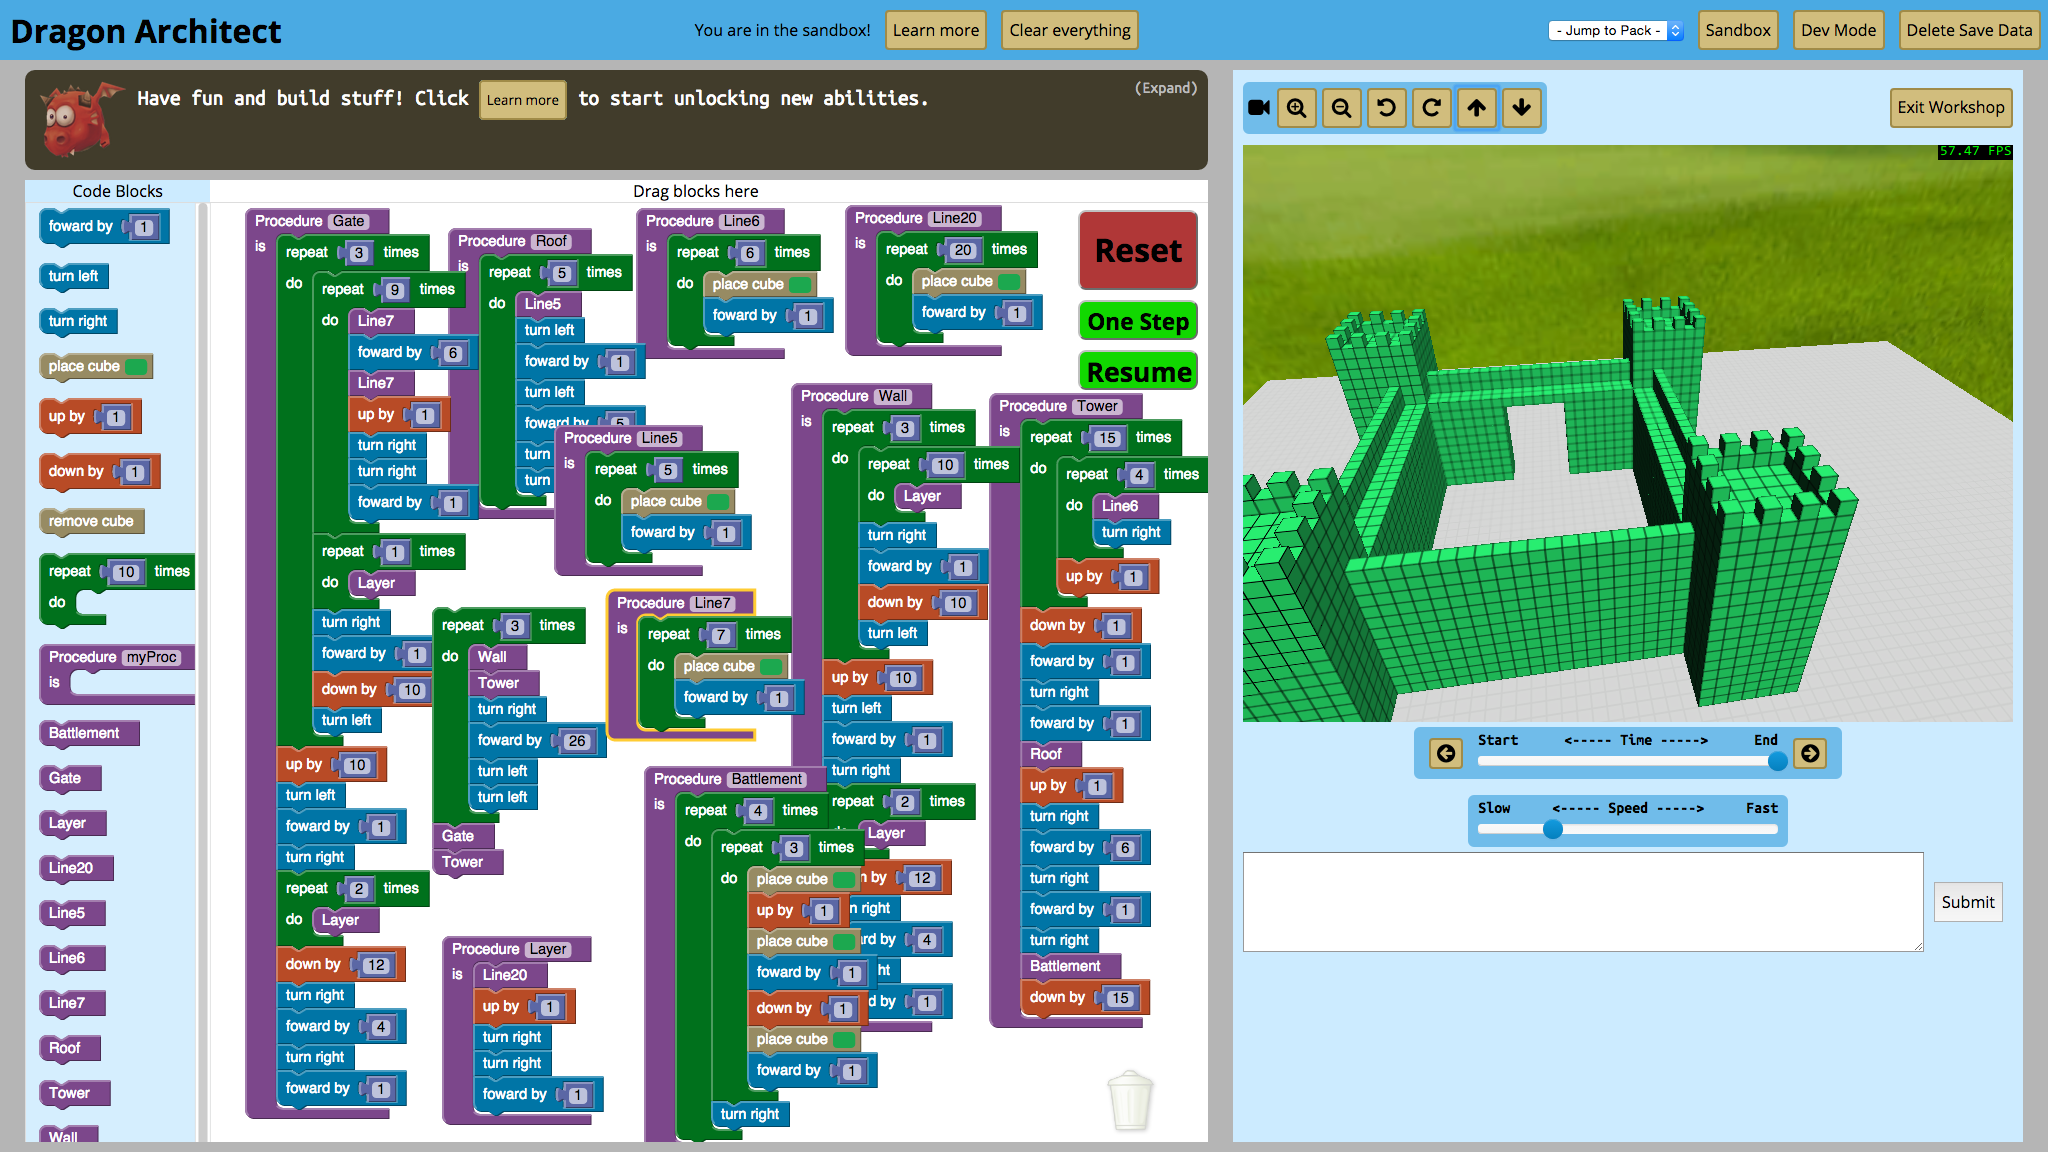 Dragon Architect
You are in the sandbox!
Learn more
Clear everything
- Jump to Pack -
Sandbox
Dev Mode
Delete Save Data
Have fun and build stuff! Click Learn more to start unlocking new abilities.
(Expand)
Code Blocks
foward by 1
turn left
turn right
place cube
up by 1
down by 1
remove cube
repeat 10 times
do
Procedure myProc
is
Battlement
Gate
Layer
Line20
Line5
Line6
Line7
Roof
Tower
Wall
Drag blocks here
Procedure Gate
is
repeat 3 times
do
repeat 9 times
do
Line7
foward by 6
Line7
up by 1
turn right
turn right
foward by 1
repeat 1 times
do Layer
turn right
foward by 1
down by 10
turn left
up by 10
turn left
foward by 1
turn right
repeat 2 times
do Layer
down by 12
turn right
foward by 4
turn right
foward by 1
Procedure Roof
is
repeat 5 times
do Line5
turn left
foward by 1
turn left
foward by 5
turn
turn
Procedure Line5
is
repeat 5 times
do place cube
foward by 1
Procedure Line6
is
repeat 6 times
do place cube
foward by 1
Procedure Line20
is
repeat 20 times
do place cube
foward by 1
repeat 3 times
do Wall
Tower
turn right
foward by 26
turn left
turn left
Gate
Tower
Procedure Line7
is
repeat 7 times
do place cube
foward by 1
Procedure Layer
is Line20
up by 1
turn right
turn right
foward by 1
Procedure Battlement
is
repeat 4 times
do
repeat 3 times
do place cube
up by 1
place cube
foward by 1
down by 1
place cube
foward by 1
turn right
Procedure Wall
is
repeat 3 times
do
repeat 10 times
do Layer
turn right
foward by 1
down by 10
turn left
up by 10
turn left
foward by 1
turn right
repeat 2 times
Layer
n by 12
n right
rd by 4
ht
d by 1
Procedure Tower
is
repeat 15 times
do
repeat 4 times
do Line6
turn right
up by 1
down by 1
foward by 1
turn right
foward by 1
Roof
up by 1
turn right
foward by 6
turn right
foward by 1
turn right
Battlement
down by 15
Reset
One Step
Resume
Exit Workshop
57.47 FPS
Start <----- Time -----> End
Slow <----- Speed -----> Fast
Submit